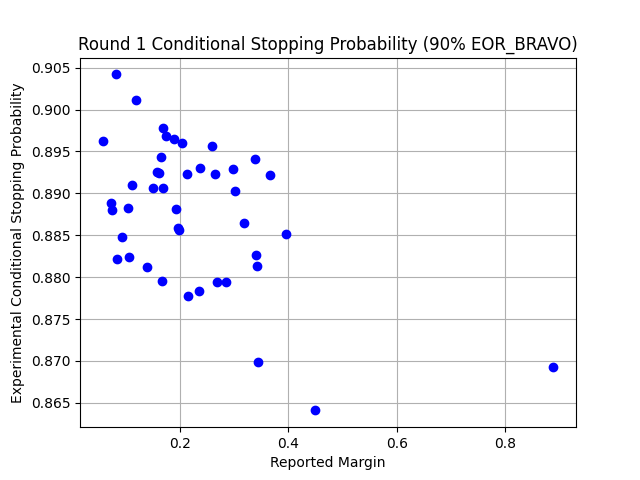 Round 1 Conditional Stopping Probability (90% EOR_BRAVO)
Experimental Conditional Stopping Probability
0.905
0.900
0.895
0.890
0.885
0.880
0.875
0.870
0.865
0.2 0.4 0.6 0.8
Reported Margin